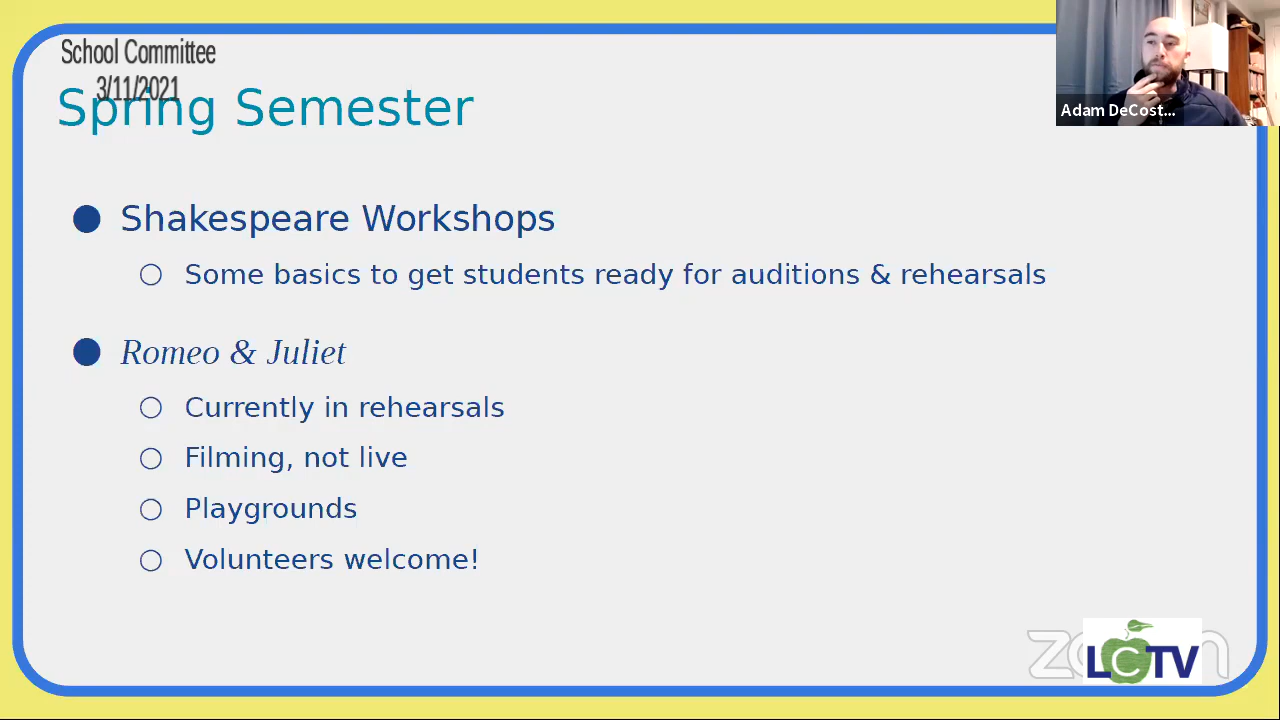 School Committee
3/11/2021
Spring Semester
Adam DeCost...
● Shakespeare Workshops
○ Some basics to get students ready for auditions & rehearsals
● Romeo & Juliet
○ Currently in rehearsals
○ Filming, not live
○ Playgrounds
○ Volunteers welcome!
zoom
LCTV